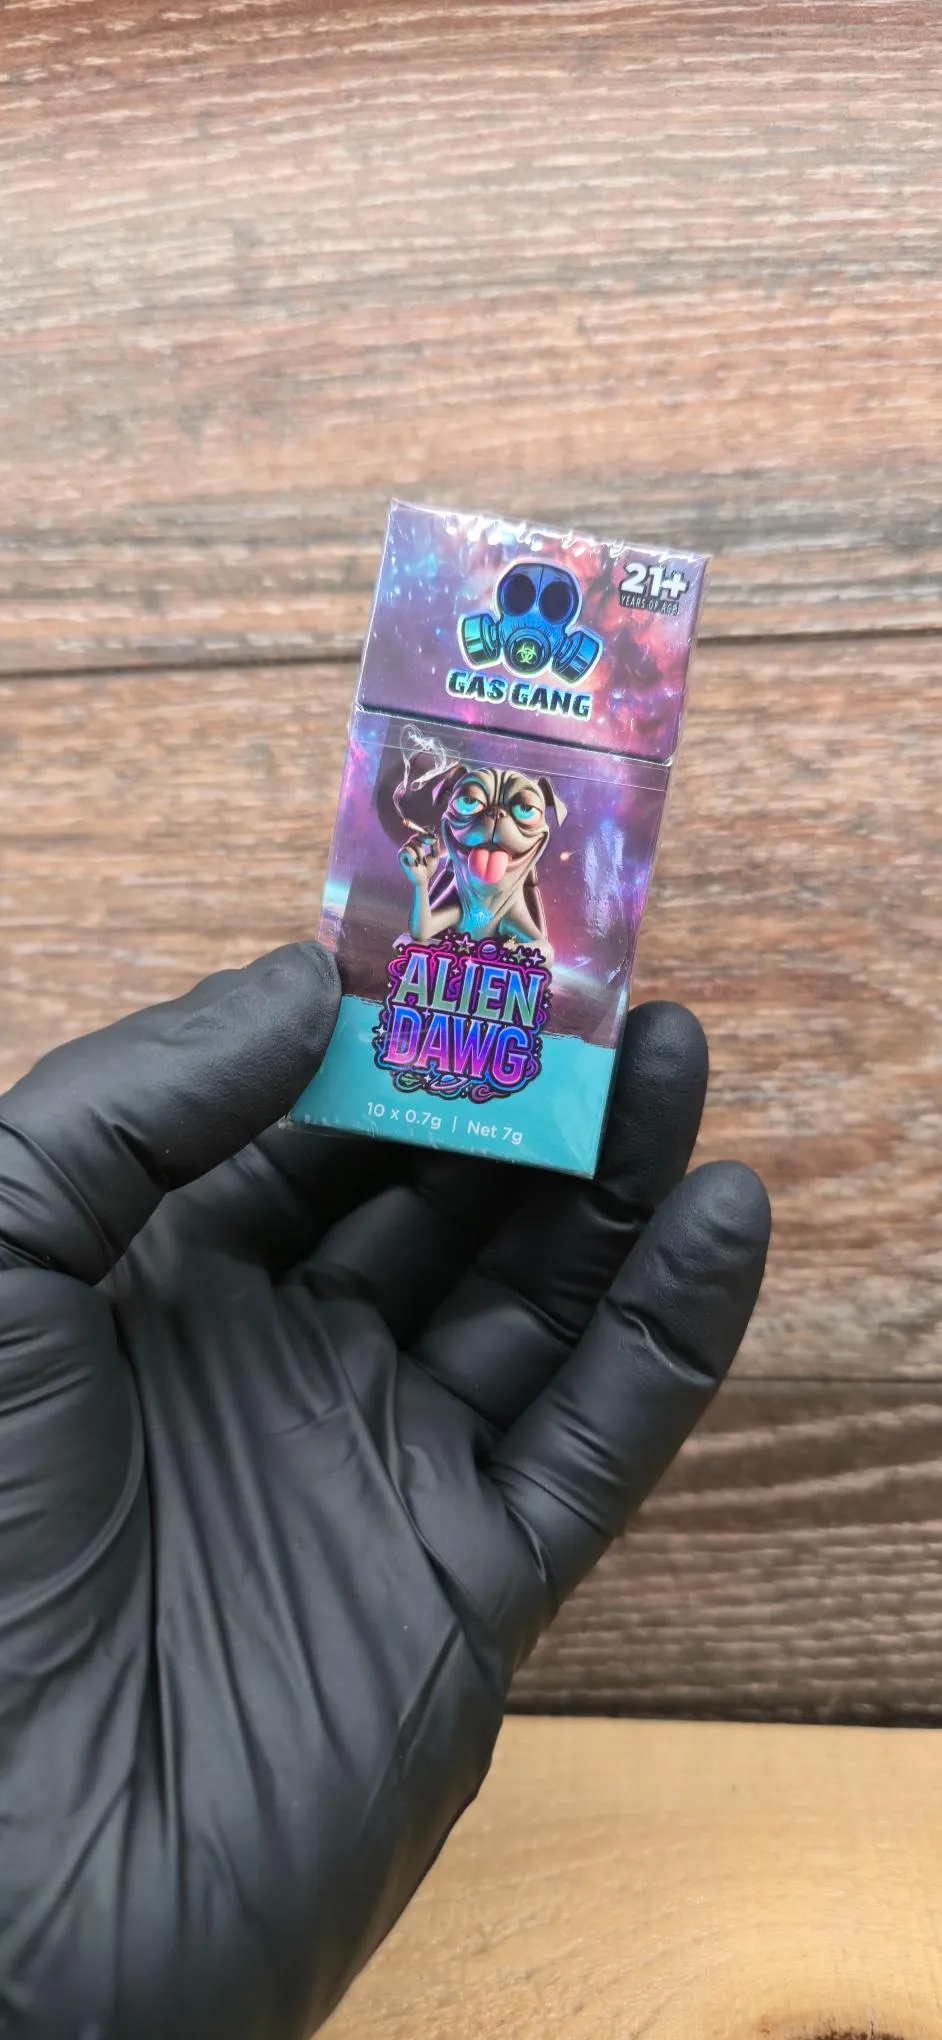 21+
YEARS OF AGE
GAS GANG
ALIEN
DAWG
10 x 0.7g | Net 7g